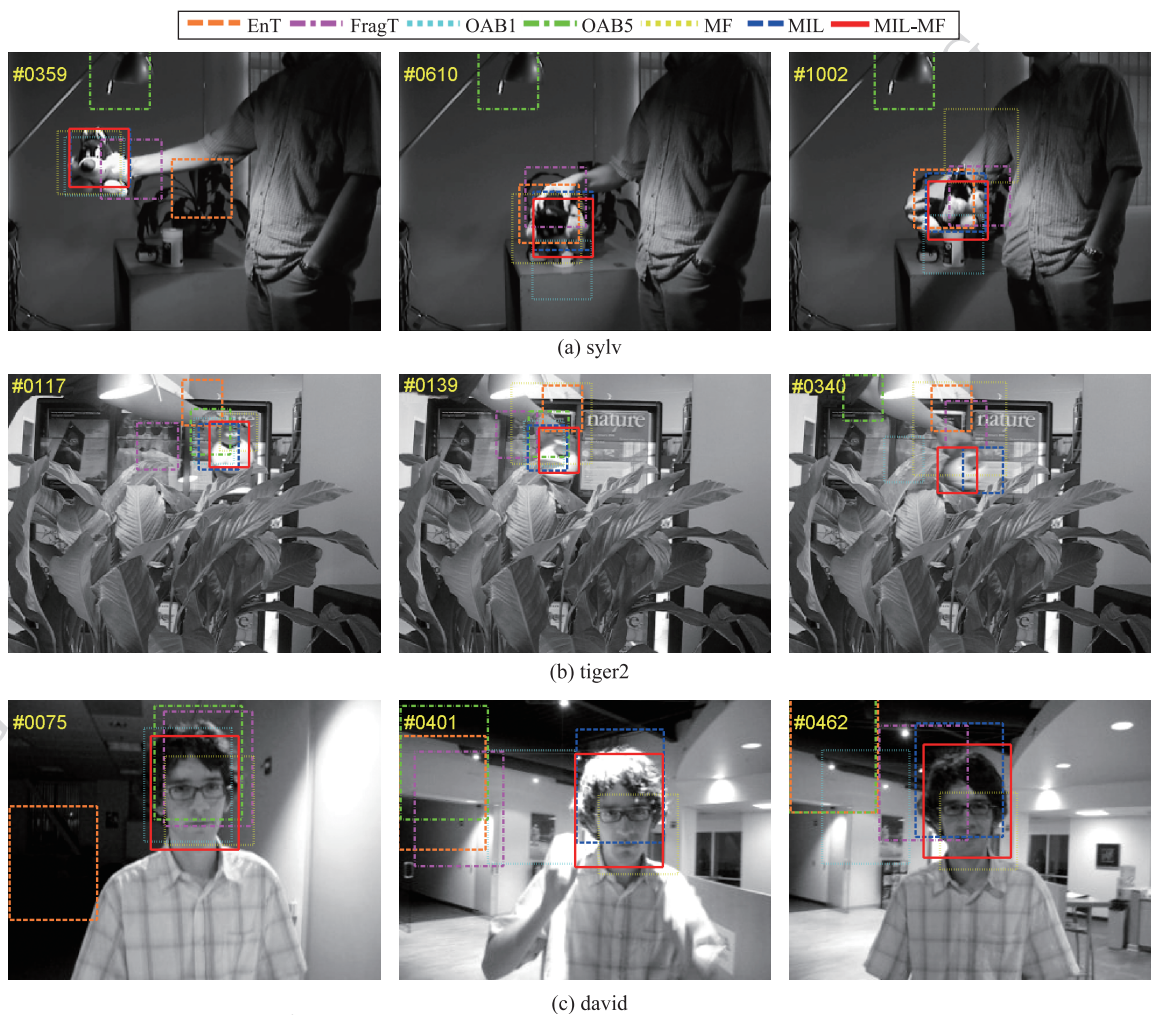 EnT FragT OAB1 OAB5 MF MIL MIL-MF
#0359 #0610 #1002
(a) sylv
#0117 #0139 #0340
nature nature nature
(b) tiger2
#0075 #0401 #0462
(c) david